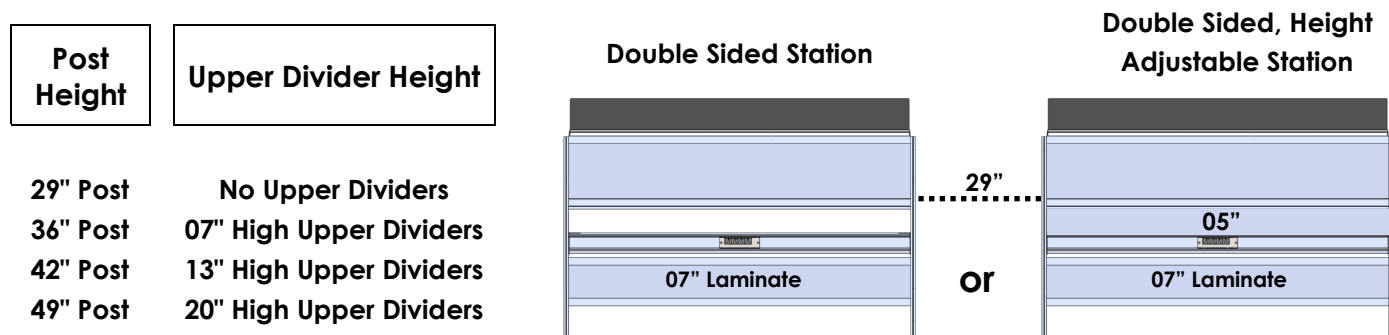 Post
Height
Upper Divider Height
29" Post No Upper Dividers
36" Post 07" High Upper Dividers
42" Post 13" High Upper Dividers
49" Post 20" High Upper Dividers
Double Sided Station
07” Laminate
29”
or
Double Sided, Height
Adjustable Station
05”
07” Laminate